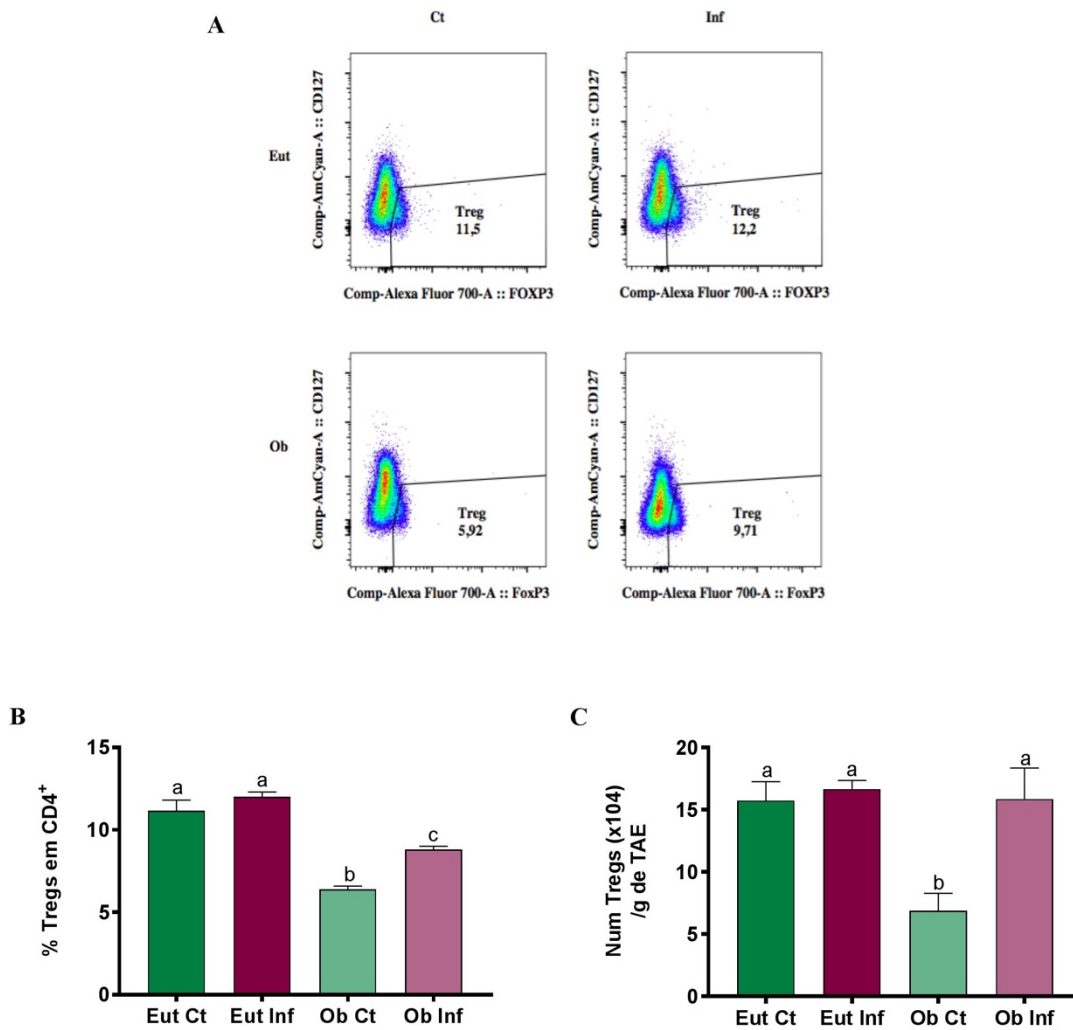 A
Ct
Inf
Eut
Comp-AmCyan-A :: CD127
Treg
11,5
Comp-Alexa Fluor 700-A :: FOXP3
Comp-AmCyan-A :: CD127
Treg
12,2
Comp-Alexa Fluor 700-A :: FOXP3
Ob
Comp-AmCyan-A :: CD127
Treg
5,92
Comp-Alexa Fluor 700-A :: FoxP3
Comp-AmCyan-A :: CD127
Treg
9,71
Comp-Alexa Fluor 700-A :: FoxP3
B
% Tregs em CD4⁺
15
10
5
0
a
a
b
c
Eut Ct
Eut Inf
Ob Ct
Ob Inf
C
Num Tregs (x104)
/g de TAE
20
15
10
5
0
a
a
b
a
Eut Ct
Eut Inf
Ob Ct
Ob Inf